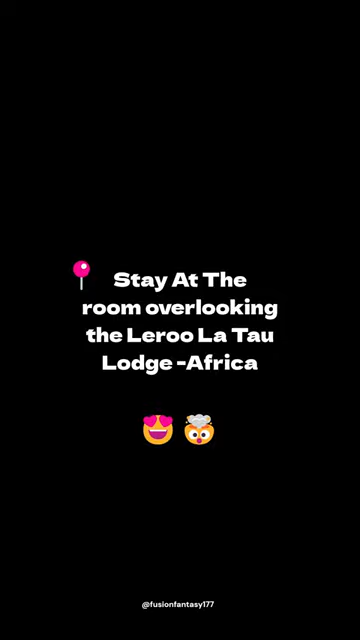 Stay At The
room overlooking
the Leroo La Tau
Lodge -Africa
@fusionfantasy177